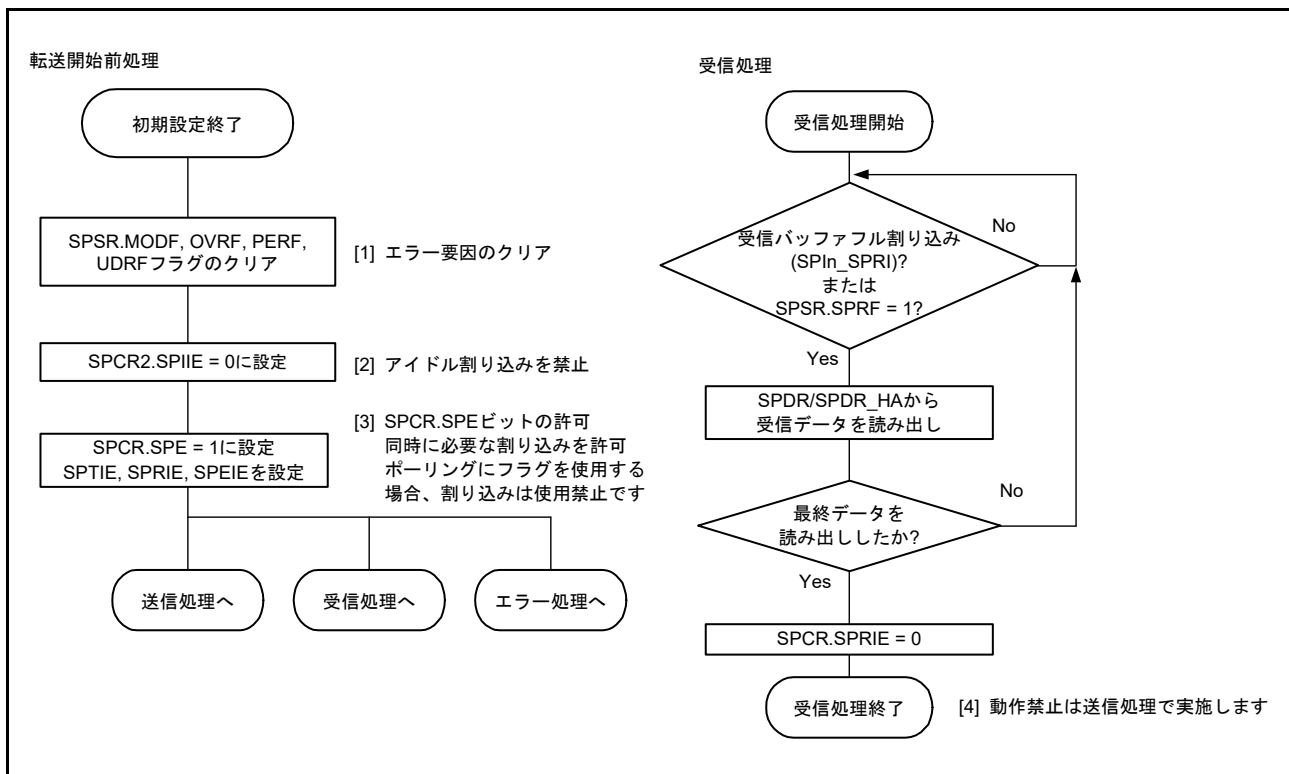 転送開始前処理
初期設定終了
SPSR.MODF, OVRF, PERF,
UDRFフラグのクリア
[1] エラー要因のクリア
SPCR2.SPIIE = 0に設定
[2] アイドル割り込みを禁止
SPCR.SPE = 1に設定
SPTIE, SPRIE, SPEIEを設定
[3] SPCR.SPEビットの許可
同時に必要な割り込みを許可
ポーリングにフラグを使用する
場合、割り込みは使用禁止です
送信処理へ
受信処理へ
エラー処理へ
受信処理
受信処理開始
受信バッファフル割り込み
(SPIn_SPRI)?
または
SPSR.SPRF = 1?
No
Yes
SPDR/SPDR_HAから
受信データを読み出し
最終データを
読み出ししたか?
No
Yes
SPCR.SPRIE = 0
受信処理終了
[4] 動作禁止は送信処理で実施します